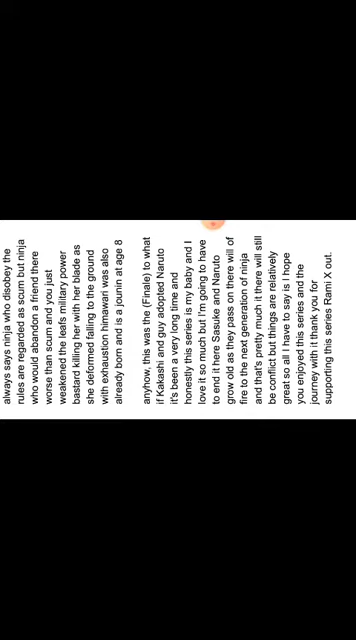 always says ninja who disobey the
rules are regarded as scum but ninja
who would abandon a friend there
worse than scum and you just
weakened the leafs military power
bastard killing her with her blade as
she deformed falling to the ground
with exhaustion himawari was also
already born and is a jounin at age 8
anyhow, this was the (Finale) to what
if Kakashi and guy adopted Naruto
it's been a very long time and
honestly this series is my baby and I
love it so much but I'm going to have
to end it here Sasuke and Naruto
grow old as they pass on there will of
fire to the next generation of ninja
and that's pretty much it there will still
be conflict but things are relatively
great so all I have to say is I hope
you enjoyed this series and the
journey with it thank you for
supporting this series Rami X out.